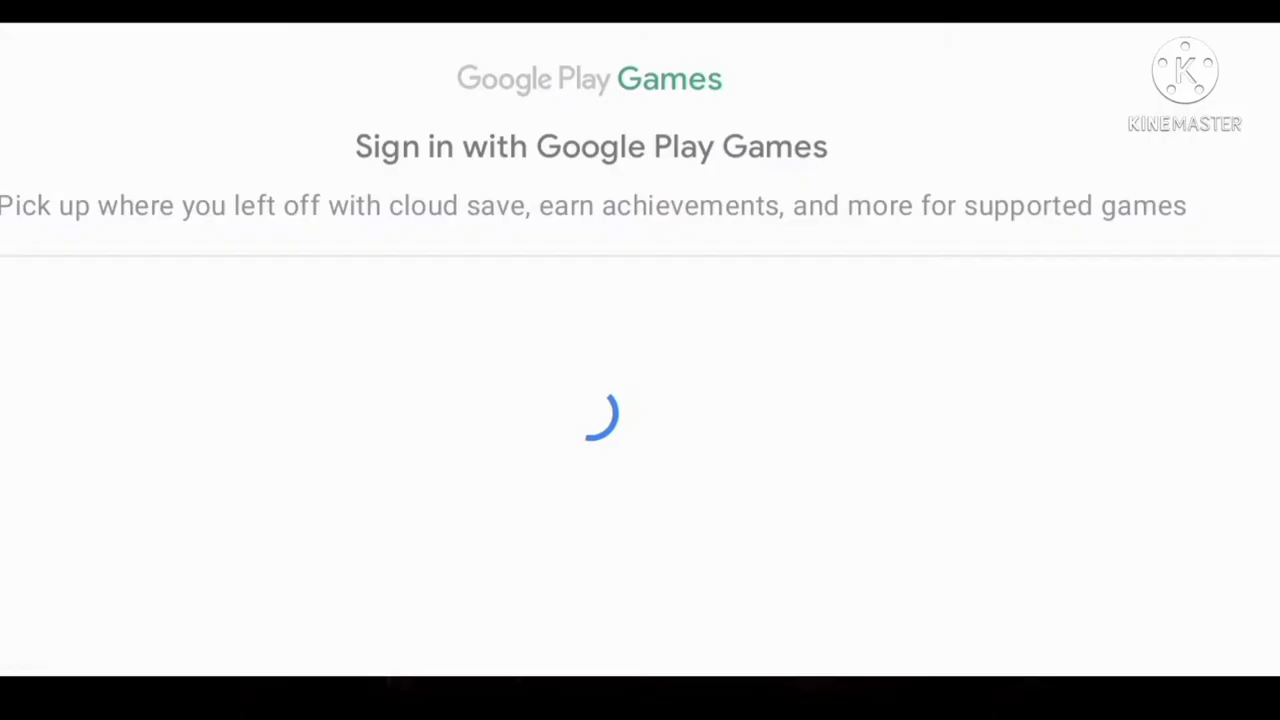 Google Play Games
KINEMASTER
Sign in with Google Play Games
Pick up where you left off with cloud save, earn achievements, and more for supported games